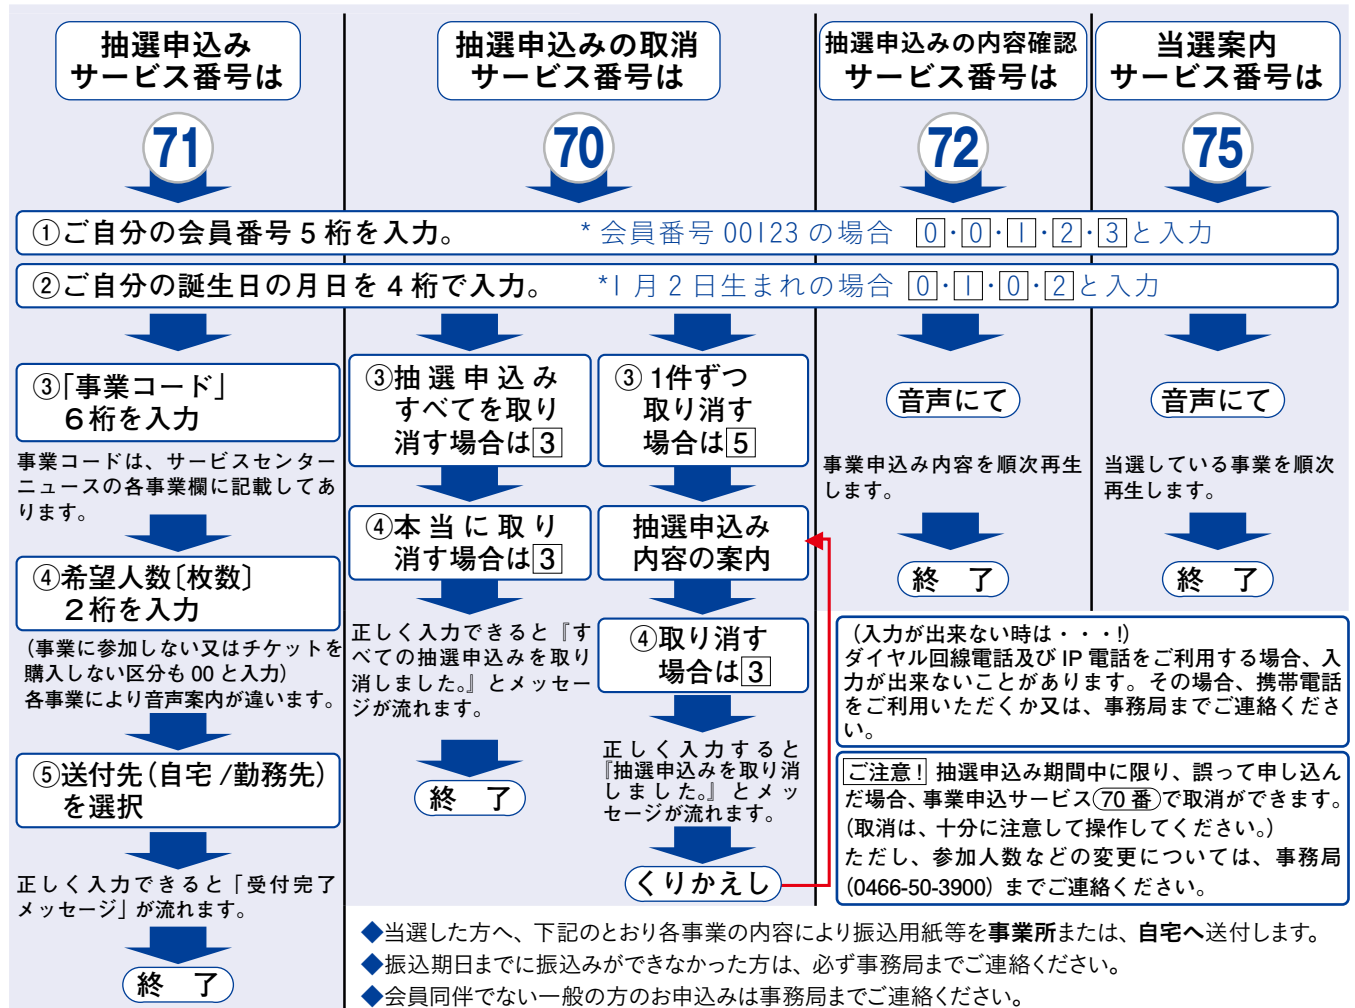 抽選申込み
サービス番号は
71
抽選申込みの取消
サービス番号は
70
抽選申込みの内容確認
サービス番号は
72
当選案内
サービス番号は
75
①ご自分の会員番号5桁を入力。 *会員番号00123の場合 0・0・1・2・3と入力
②ご自分の誕生日の月日を4桁で入力。 *1月2日生まれの場合 0・1・0・2と入力
③「事業コード」
6桁を入力
事業コードは、サービスセンター
ニュースの各事業欄に記載してあ
ります。
④希望人数〔枚数〕
2桁を入力
(事業に参加しない又はチケットを
購入しない区分も00と入力)
各事業により音声案内が違います。
⑤送付先(自宅/勤務先)
を選択
正しく入力できると「受付完了
メッセージ」が流れます。
終 了
③抽選申込み
すべてを取り
消す場合は3
④本当に取り
消す場合は3
正しく入力できると『す
べての抽選申込みを取り
消しました。』とメッセー
ジが流れます。
終 了
③1件ずつ
取り消す
場合は5
抽選申込み
内容の案内
④取り消す
場合は3
正しく入力すると
『抽選申込みを取り消
しました。』とメッ
セージが流れます。
くりかえし
音声にて
事業申込み内容を順次再生
します。
終 了
音声にて
当選している事業を順次
再生します。
終 了
(入力が出来ない時は・・・!)
ダイヤル回線電話及びIP電話をご利用する場合、入
力が出来ないことがあります。その場合、携帯電話
をご利用いただくか又は、事務局までご連絡くださ
い。
ご注意! 抽選申込み期間中に限り、誤って申し込ん
だ場合、事業申込サービス70番で取消ができます。
(取消は、十分に注意して操作してください。)
ただし、参加人数などの変更については、事務局
(0466-50-3900)までご連絡ください。
◆当選した方へ、下記のとおり各事業の内容により振込用紙等を事業所または、自宅へ送付します。
◆振込期日までに振込みができなかった方は、必ず事務局までご連絡ください。
◆会員同伴でない一般の方のお申込みは事務局までご連絡ください。